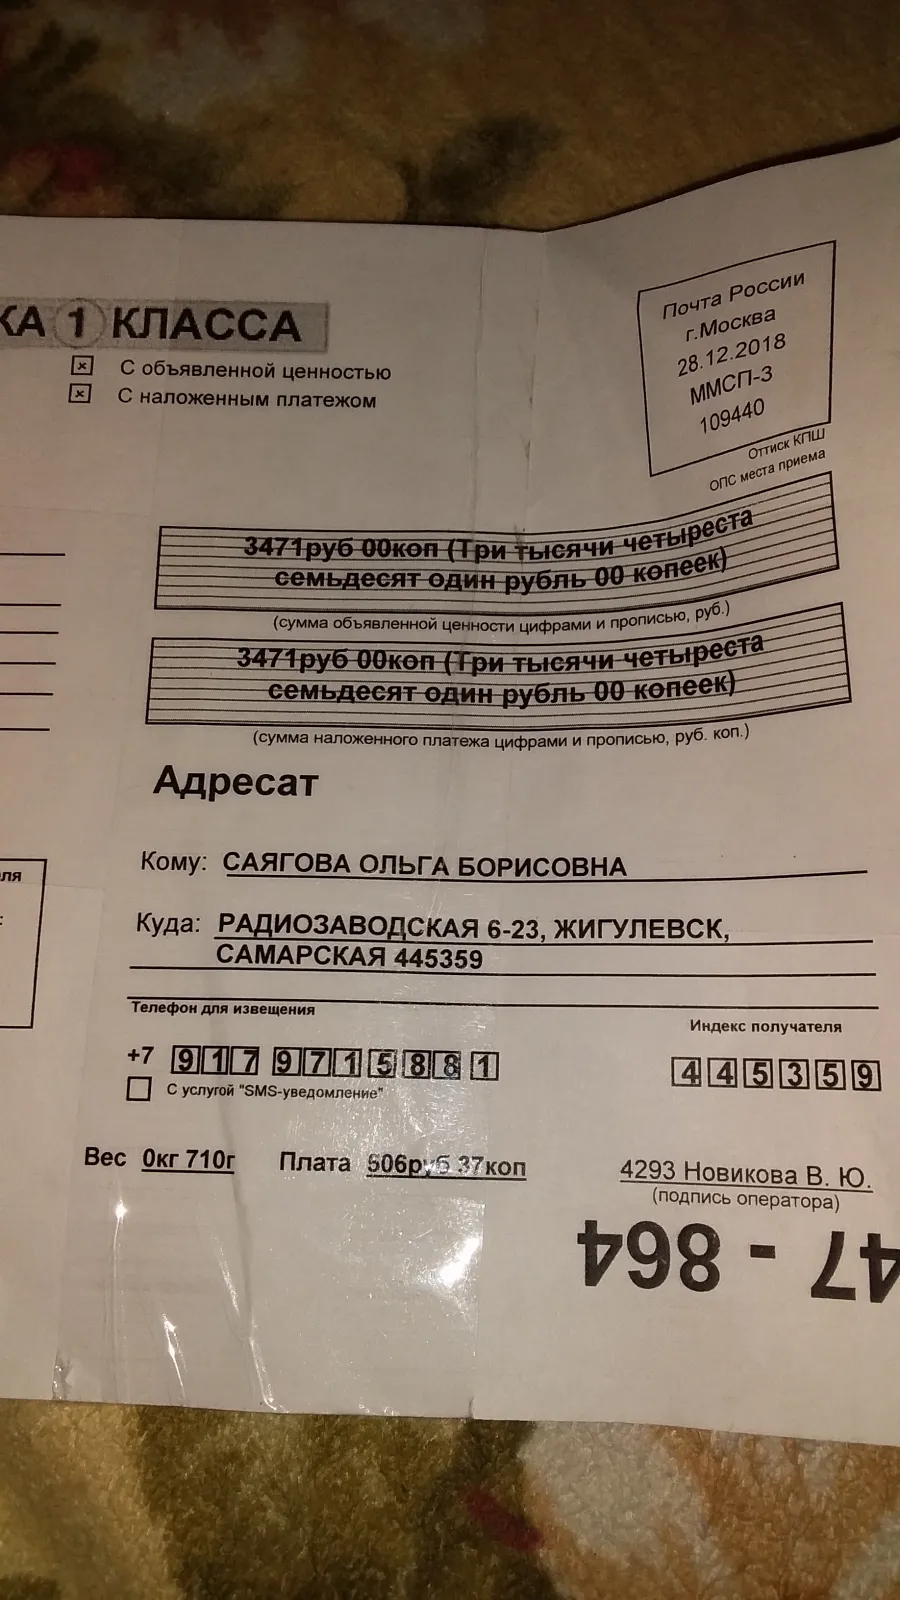 КА 1 КЛАССА
С объявленной ценностью
С наложенным платежом
Почта России
г.Москва
28.12.2018
ММСП-3
109440
Оттиск КПШ
ОПС места приема
3471руб 00коп (Три тысячи четыреста
семьдесят один рубль 00 копеек)
(сумма объявленной ценности цифрами и прописью, руб.)
3471руб 00коп (Три тысячи четыреста
семьдесят один рубль 00 копеек)
(сумма наложенного платежа цифрами и прописью, руб. коп.)
Адресат
ля
Кому: САЯГОВА ОЛЬГА БОРИСОВНА
Куда: РАДИОЗАВОДСКАЯ 6-23, ЖИГУЛЕВСК,
САМАРСКАЯ 445359
Телефон для извещения
Индекс получателя
+7 917 9715881
445359
С услугой "SMS-уведомление"
Вес 0кг 710г Плата 606руб 37коп
4293 Новикова В. Ю.
(подпись оператора)
47 - 864